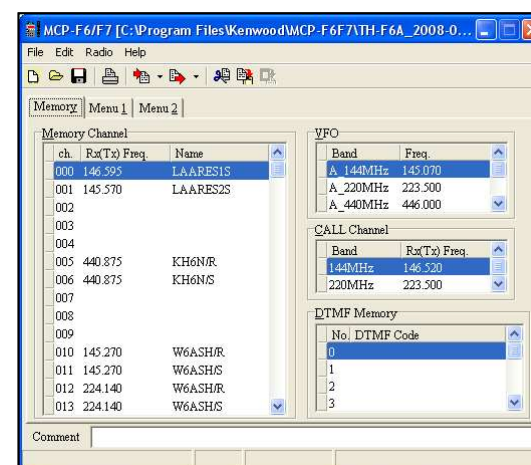 MCP-F6/F7 [C:\Program Files\Kenwood\MCP-F6F7\TH-F6A_2008-0...
File Edit Radio Help
Memory Menu 1 Menu 2
Memory Channel
ch. Rx(Tx) Freq. Name
000 146.595 LAARES1S
001 145.570 LAARES2S
002
003
004
005 440.875 KH6N/R
006 440.875 KH6N/S
007
008
009
010 145.270 W6ASH/R
011 145.270 W6ASH/S
012 224.140 W6ASH/R
013 224.140 W6ASH/S
VFO
Band Freq.
A_144MHz 145.070
A_220MHz 223.500
A_440MHz 446.000
CALL Channel
Band Rx(Tx) Freq.
144MHz 146.520
220MHz 223.500
DTMF Memory
No. DTMF Code
0
1
2
3
Comment